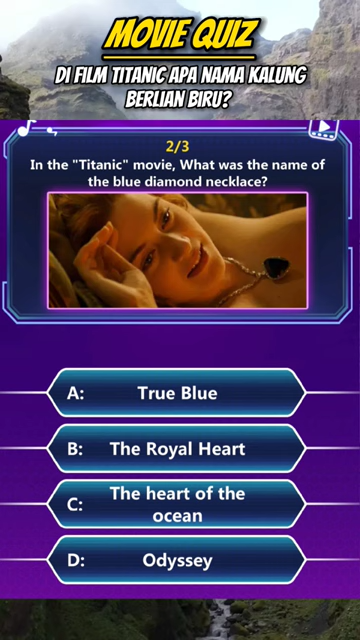 MOVIE QUIZ
DI FILM TITANIC APA NAMA KALUNG
BERLIAN BIRU?
2/3
In the "Titanic" movie, What was the name of
the blue diamond necklace?
A: True Blue
B: The Royal Heart
C: The heart of the
ocean
D: Odyssey